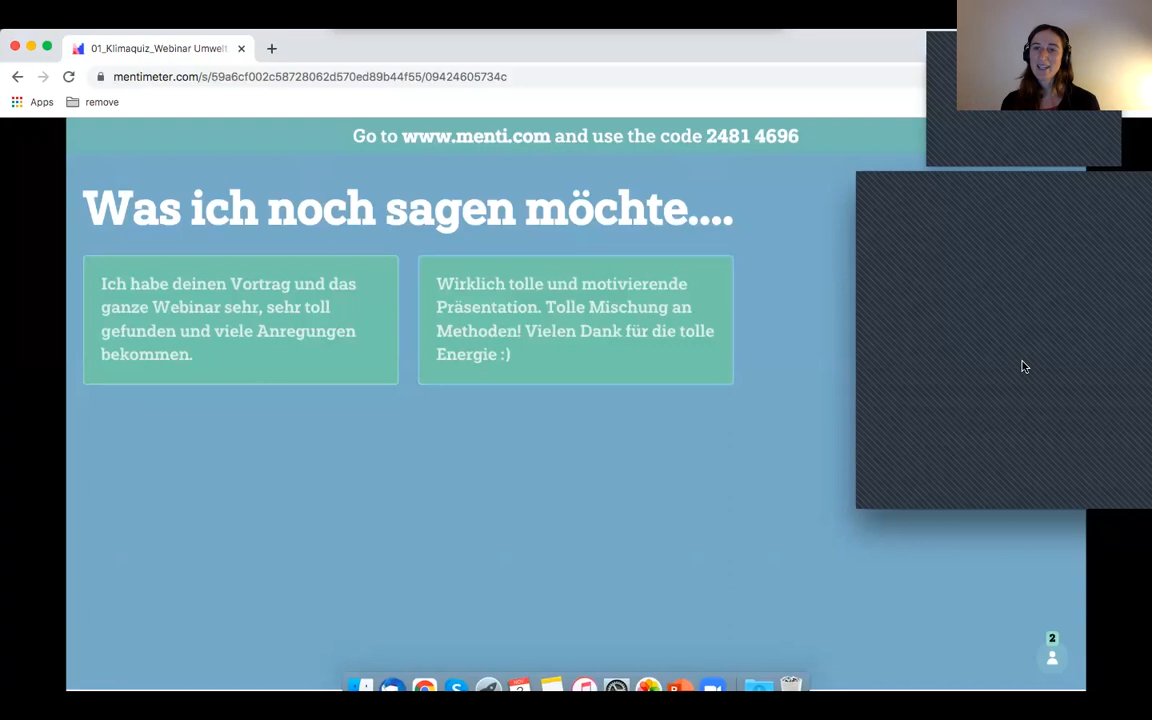 01_Klimaquiz_Webinar Umwelt
mentimeter.com/s/59a6cf002c58728062d570ed89b44f55/09424605734c
Apps remove
Go to www.menti.com and use the code 2481 4696
Was ich noch sagen möchte....
Ich habe deinen Vortrag und das
ganze Webinar sehr, sehr toll
gefunden und viele Anregungen
bekommen.
Wirklich tolle und motivierende
Präsentation. Tolle Mischung an
Methoden! Vielen Dank für die tolle
Energie :)
2
NOV